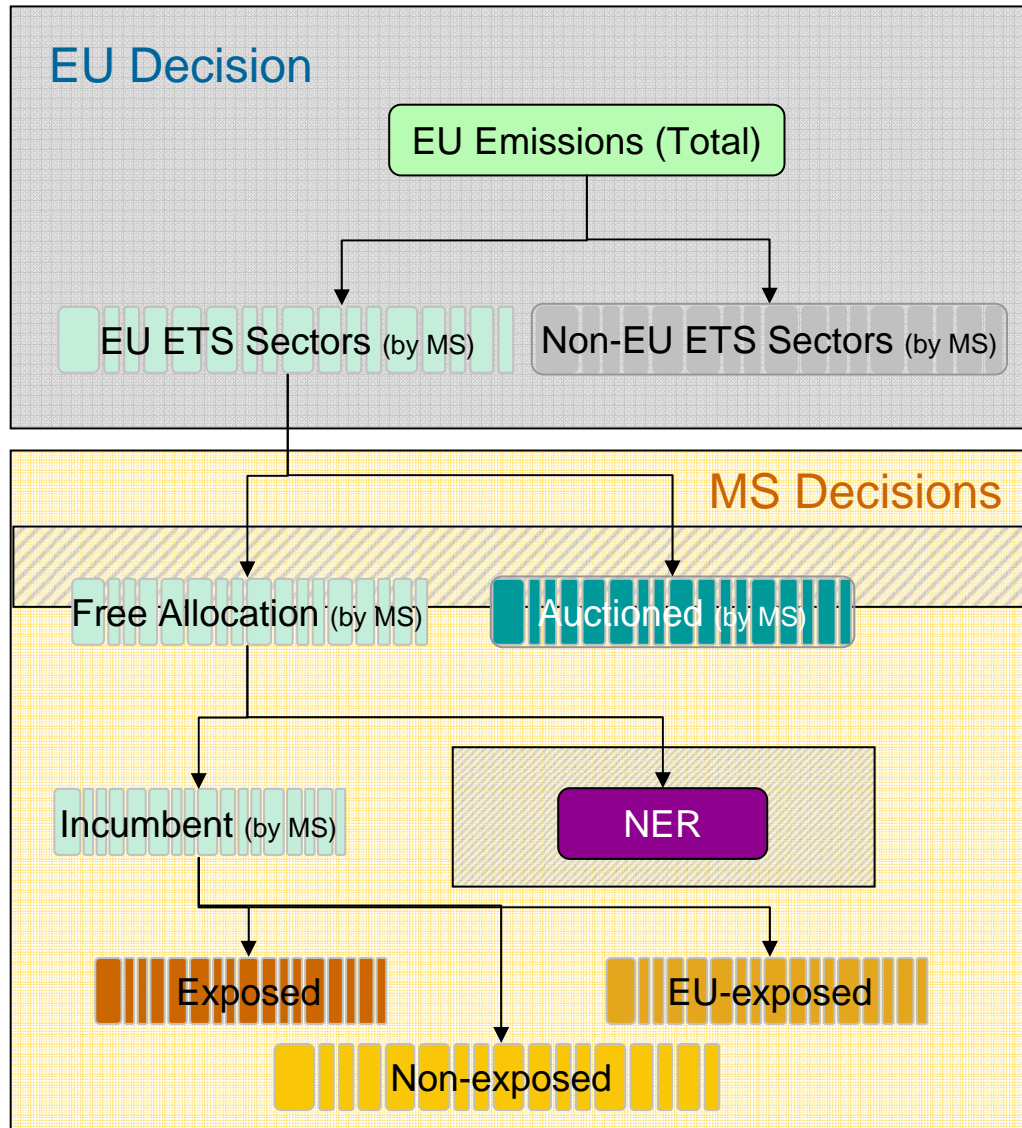 EU Decision
EU Emissions (Total)
EU ETS Sectors (by MS)
Non-EU ETS Sectors (by MS)
MS Decisions
Free Allocation (by MS)
Auctioned (by MS)
Incumbent (by MS)
NER
Exposed
EU-exposed
Non-exposed